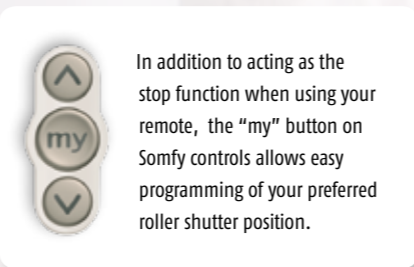 In addition to acting as the
stop function when using your
remote, the “my” button on
Somfy controls allows easy
programming of your preferred
roller shutter position.
my